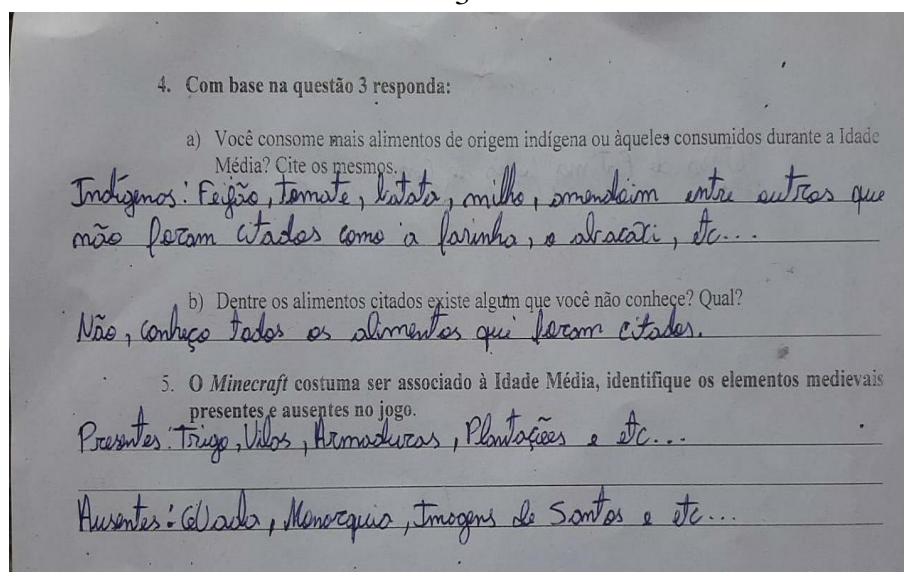 4. Com base na questão 3 responda:
a) Você consome mais alimentos de origem indígena ou àqueles consumidos durante a Idade
Média? Cite os mesmos.
Indígenos: Feijão, tomate, batata, milho, amendoim entre outros que
não foram citados como a farinha, o abacaxi, etc...
b) Dentre os alimentos citados existe algum que você não conheçe? Qual?
Não, conheço todos os alimentos que foram citados.
5. O Minecraft costuma ser associado à Idade Média, identifique os elementos medievais
presentes e ausentes no jogo.
Presentes: Trigo, Vilas, Armaduras, Plantações e etc...
Ausentes: Cevada, Monarquia, Imagens de Santos e etc...